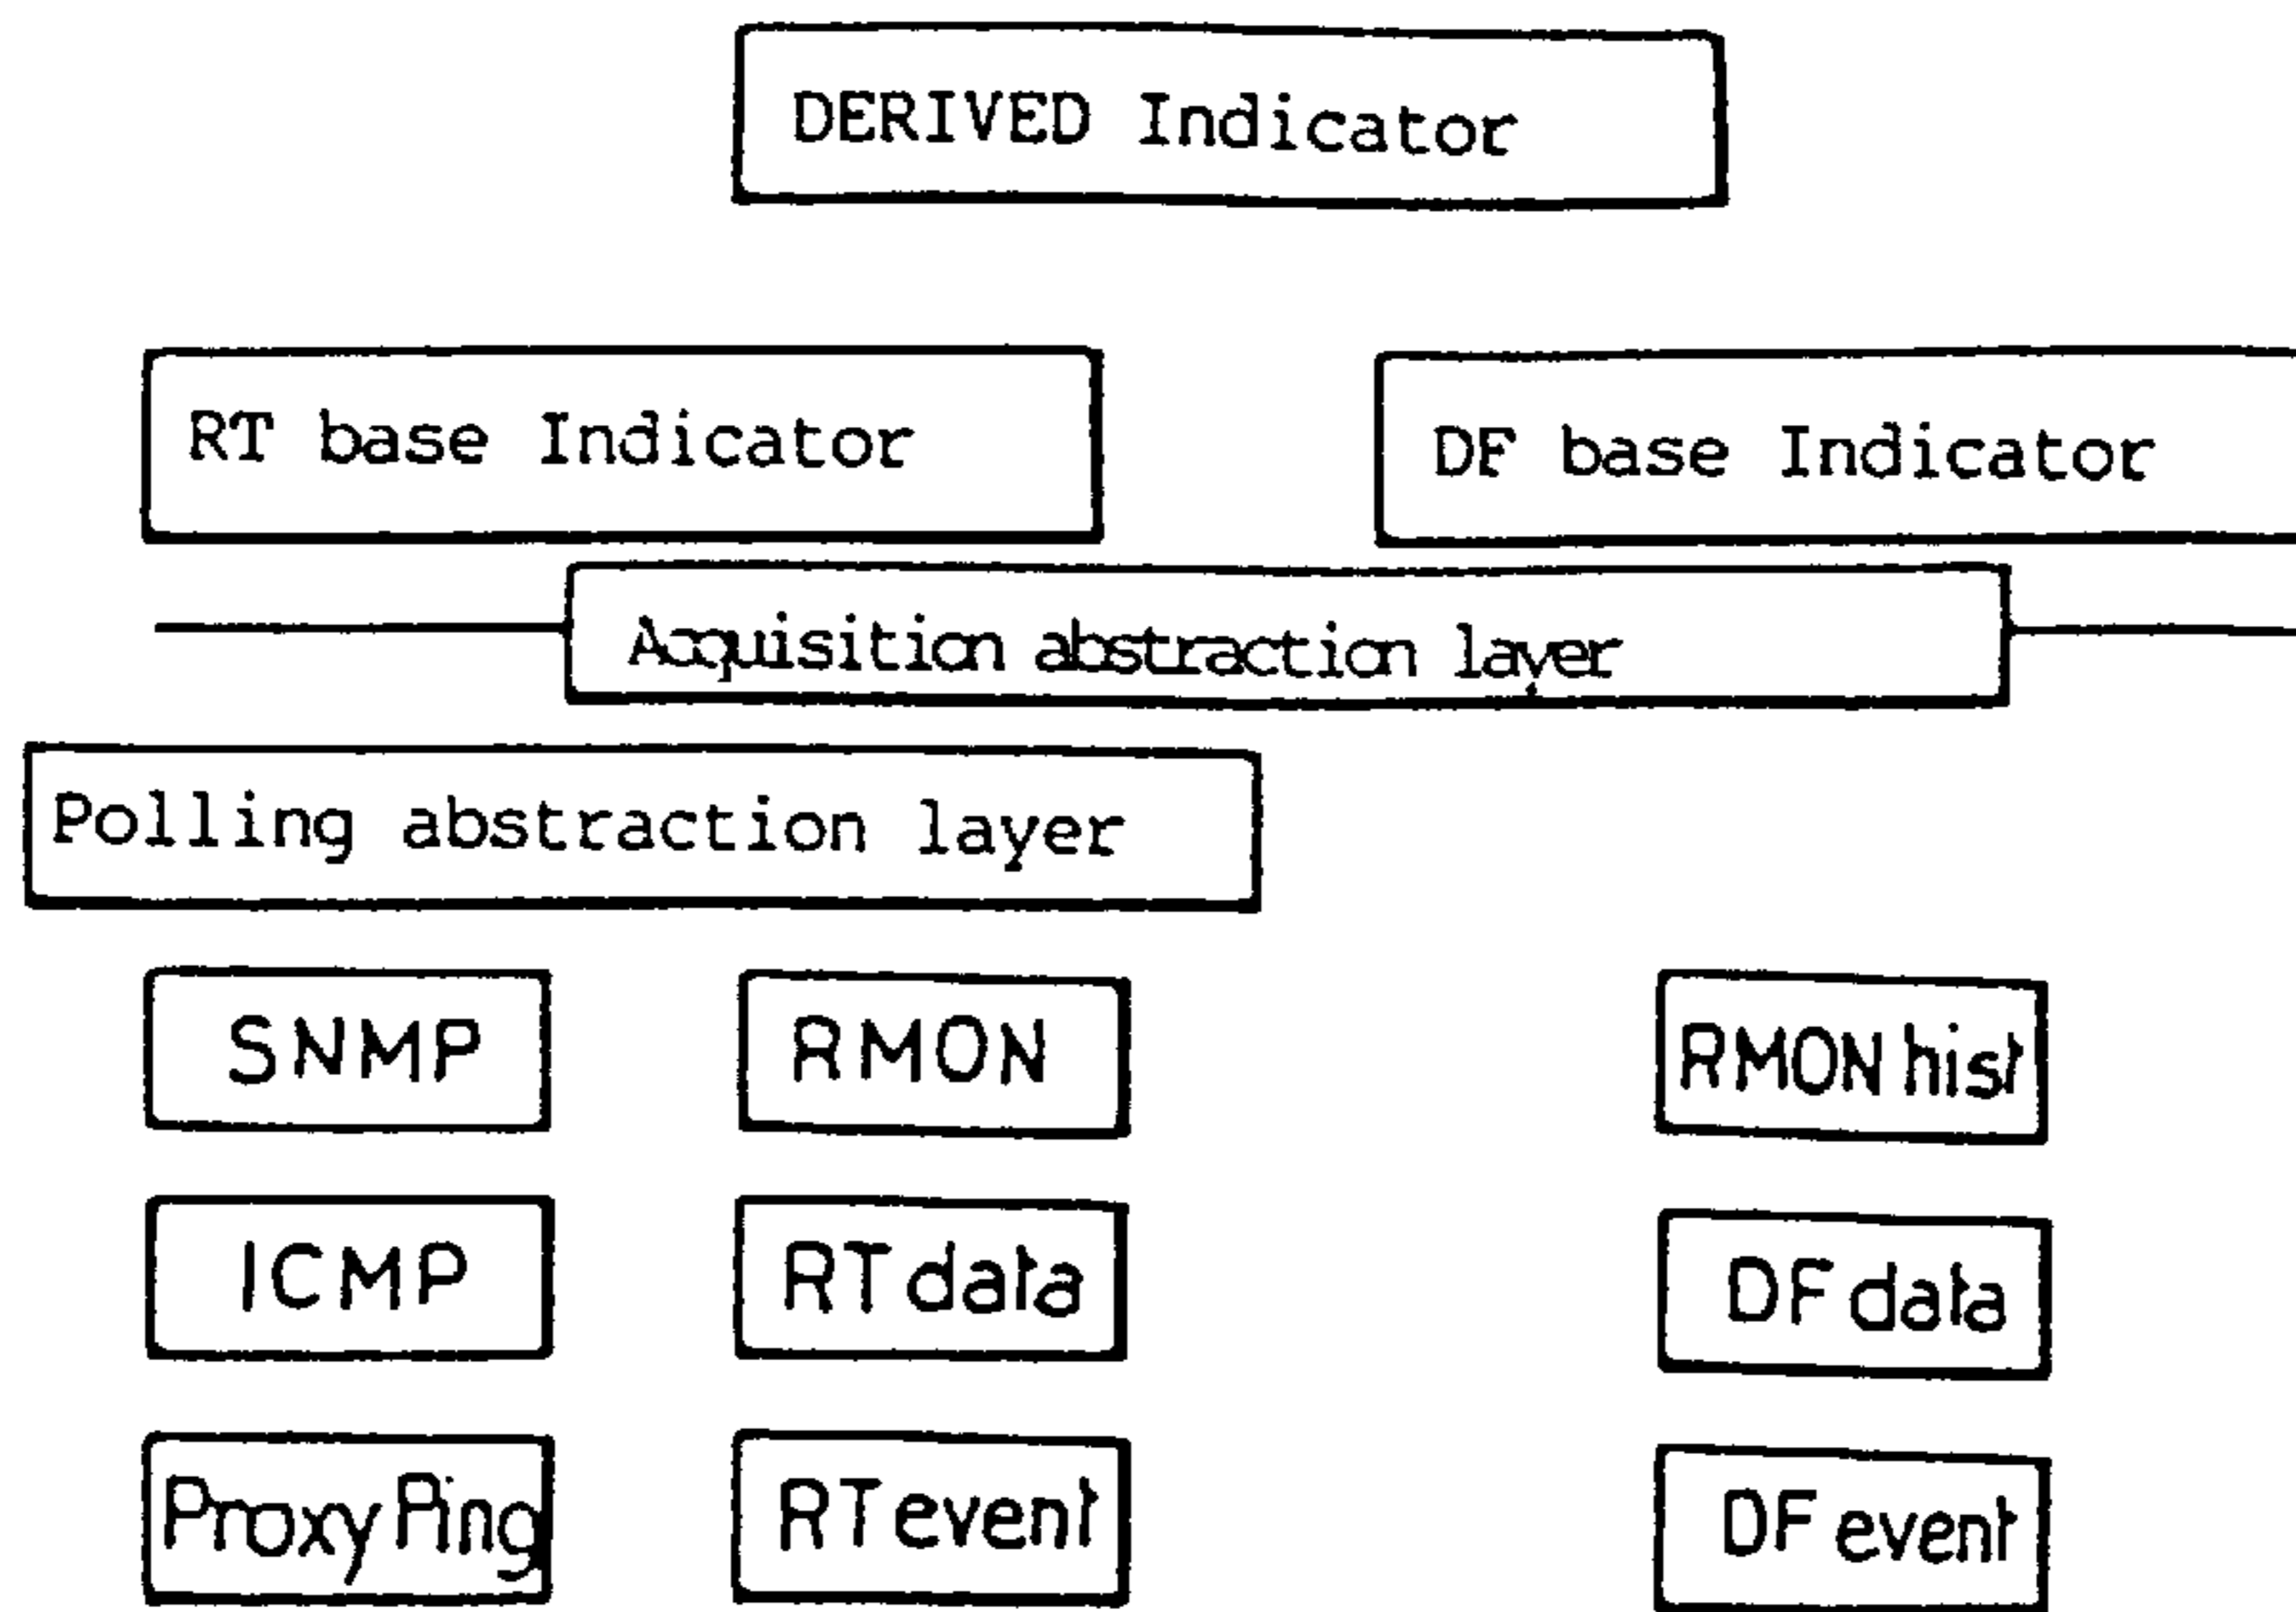 DERIVED Indicator
RT base Indicator
DF base Indicator
Acquisition abstraction layer
Polling abstraction layer
SNMP
RMON
RMON hist
ICMP
RT data
DF data
Proxy Ping
RT event
DF event